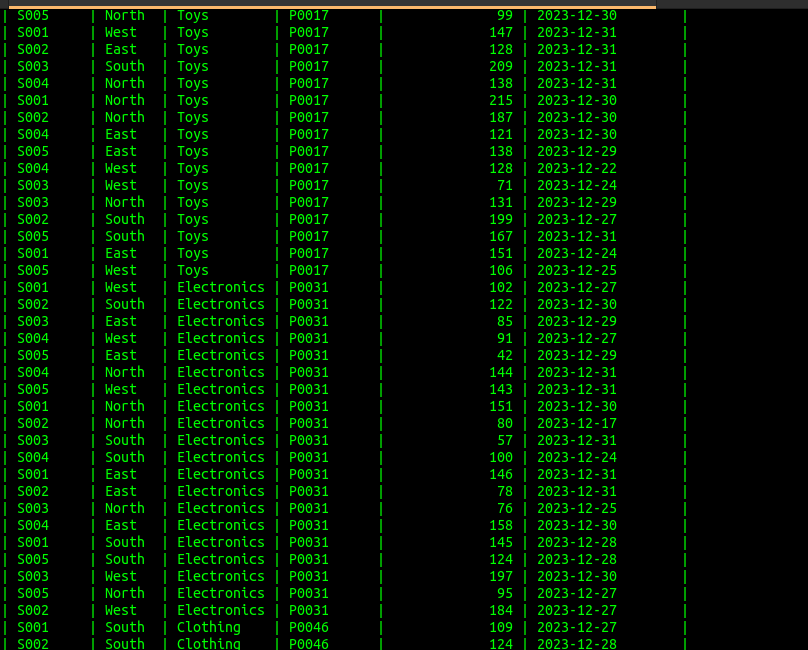 | S005 | North | Toys | P0017 | 99 | 2023-12-30 |
| S001 | West | Toys | P0017 | 147 | 2023-12-31 |
| S002 | East | Toys | P0017 | 128 | 2023-12-31 |
| S003 | South | Toys | P0017 | 209 | 2023-12-31 |
| S004 | North | Toys | P0017 | 138 | 2023-12-31 |
| S001 | North | Toys | P0017 | 215 | 2023-12-30 |
| S002 | North | Toys | P0017 | 187 | 2023-12-30 |
| S004 | East | Toys | P0017 | 121 | 2023-12-30 |
| S005 | East | Toys | P0017 | 138 | 2023-12-29 |
| S004 | West | Toys | P0017 | 128 | 2023-12-22 |
| S003 | West | Toys | P0017 | 71 | 2023-12-24 |
| S003 | North | Toys | P0017 | 131 | 2023-12-29 |
| S002 | South | Toys | P0017 | 199 | 2023-12-27 |
| S005 | South | Toys | P0017 | 167 | 2023-12-31 |
| S001 | East | Toys | P0017 | 151 | 2023-12-24 |
| S005 | West | Toys | P0017 | 106 | 2023-12-25 |
| S001 | West | Electronics | P0031 | 102 | 2023-12-27 |
| S002 | South | Electronics | P0031 | 122 | 2023-12-30 |
| S003 | East | Electronics | P0031 | 85 | 2023-12-29 |
| S004 | West | Electronics | P0031 | 91 | 2023-12-27 |
| S005 | East | Electronics | P0031 | 42 | 2023-12-29 |
| S004 | North | Electronics | P0031 | 144 | 2023-12-31 |
| S005 | West | Electronics | P0031 | 143 | 2023-12-31 |
| S001 | North | Electronics | P0031 | 151 | 2023-12-30 |
| S002 | North | Electronics | P0031 | 80 | 2023-12-17 |
| S003 | South | Electronics | P0031 | 57 | 2023-12-31 |
| S004 | South | Electronics | P0031 | 100 | 2023-12-24 |
| S001 | East | Electronics | P0031 | 146 | 2023-12-31 |
| S002 | East | Electronics | P0031 | 78 | 2023-12-31 |
| S003 | North | Electronics | P0031 | 76 | 2023-12-25 |
| S004 | East | Electronics | P0031 | 158 | 2023-12-30 |
| S001 | South | Electronics | P0031 | 145 | 2023-12-28 |
| S005 | South | Electronics | P0031 | 124 | 2023-12-28 |
| S003 | West | Electronics | P0031 | 197 | 2023-12-30 |
| S005 | North | Electronics | P0031 | 95 | 2023-12-27 |
| S002 | West | Electronics | P0031 | 184 | 2023-12-27 |
| S001 | South | Clothing | P0046 | 109 | 2023-12-27 |
| S002 | South | Clothing | P0046 | 124 | 2023-12-28 |